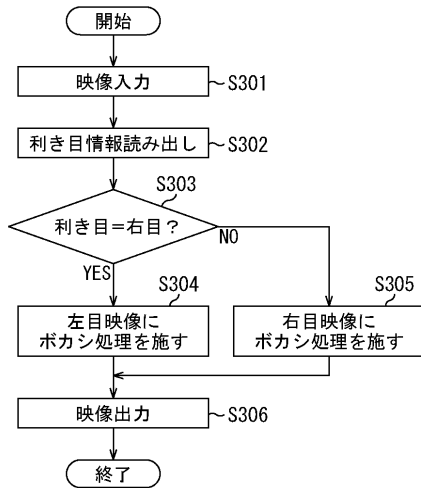 開始
映像入力
S301
利き目情報読み出し
S302
S303
利き目=右目？
NO
YES
S304
左目映像に
ボカシ処理を施す
S305
右目映像に
ボカシ処理を施す
映像出力
S306
終了